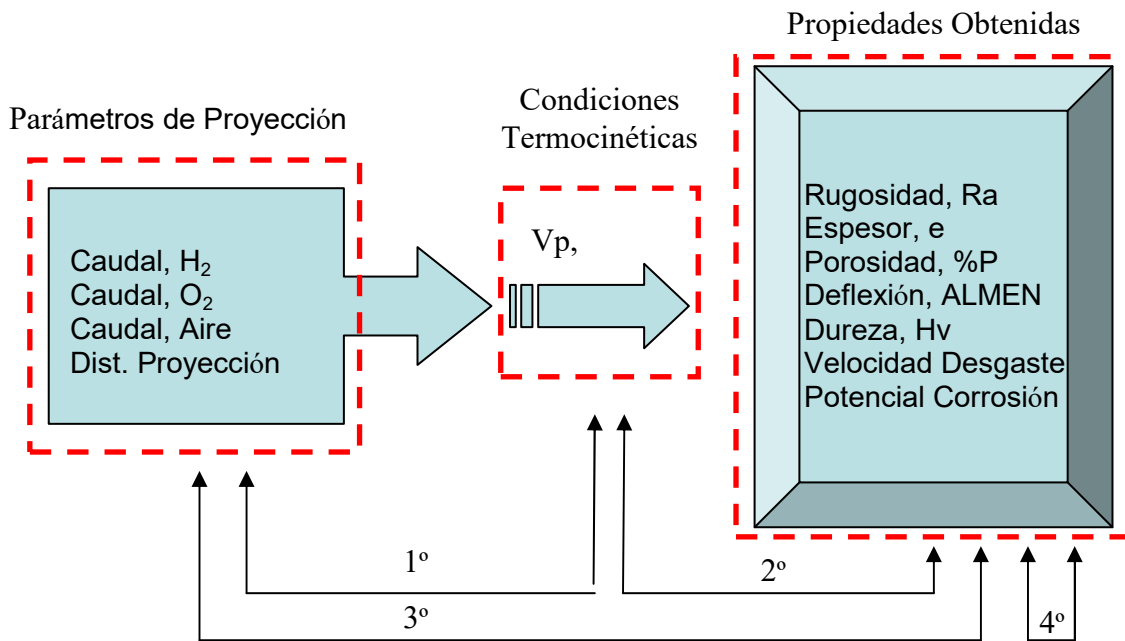 Propiedades Obtenidas
Condiciones
Termocinéticas
Parámetros de Proyección
Caudal, H₂
Caudal, O₂
Caudal, Aire
Dist. Proyección
Vp,
Rugosidad, Ra
Espesor, e
Porosidad, %P
Deflexión, ALMEN
Dureza, Hv
Velocidad Desgaste
Potencial Corrosión
1º
2º
3º
4º